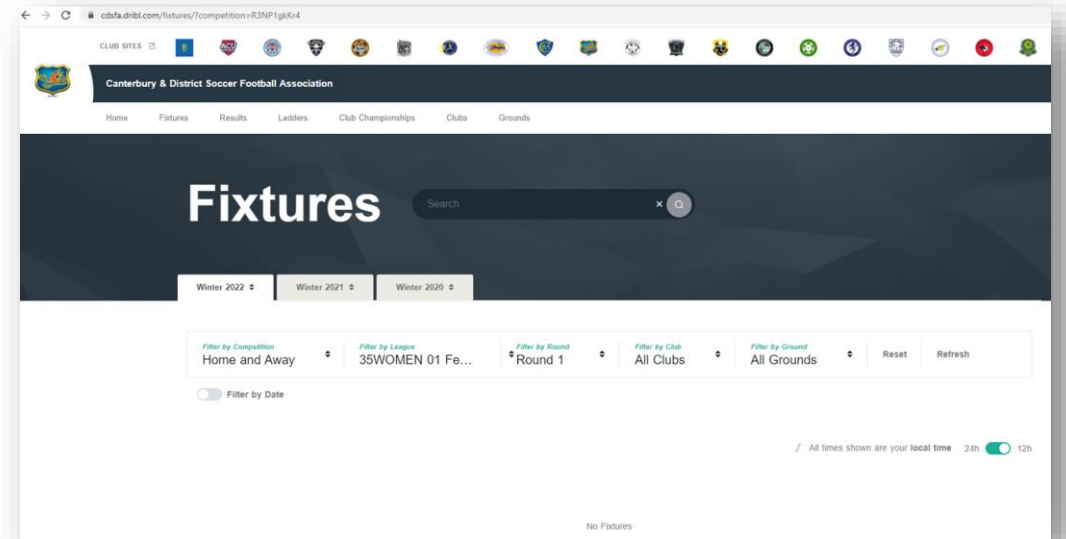 cdsfa.dribl.com/fixtures/?competition=R3NP1gkKr4
CLUB SITES
Canterbury & District Soccer Football Association
Home Fixtures Results Ladders Club Championships Clubs Grounds
Fixtures
Search
Winter 2022 Winter 2021 Winter 2020
Filter by Competition Filter by League Filter by Round Filter by Club Filter by Ground
Home and Away 35WOMEN 01 Fe... Round 1 All Clubs All Grounds Reset Refresh
Filter by Date
All times shown are your local time 24h 12h
No Fixtures